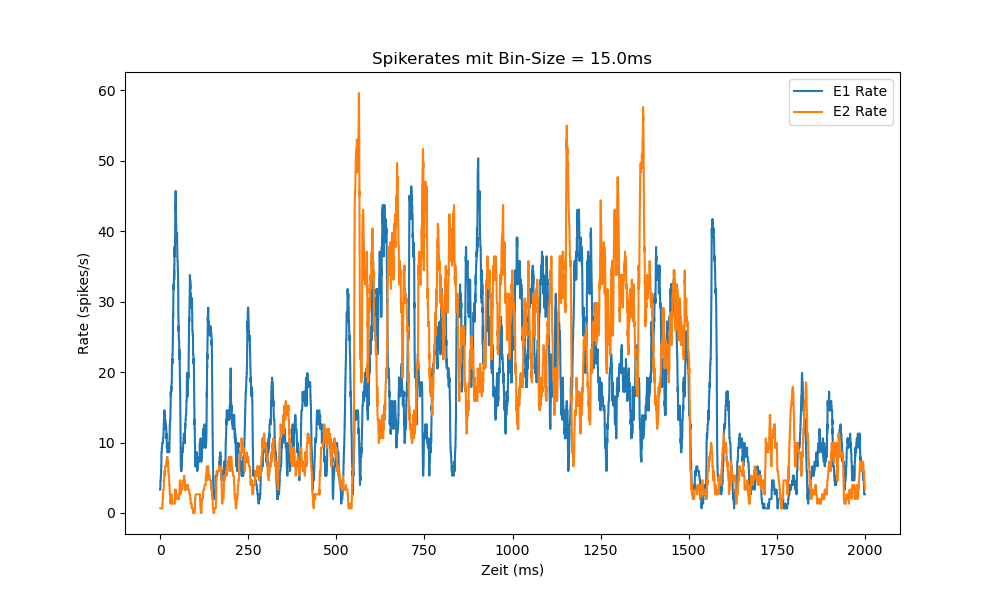 Spikerates mit Bin-Size = 15.0ms
E1 Rate
E2 Rate
60
50
40
30
20
10
0
Rate (spikes/s)
0 250 500 750 1000 1250 1500 1750 2000
Zeit (ms)